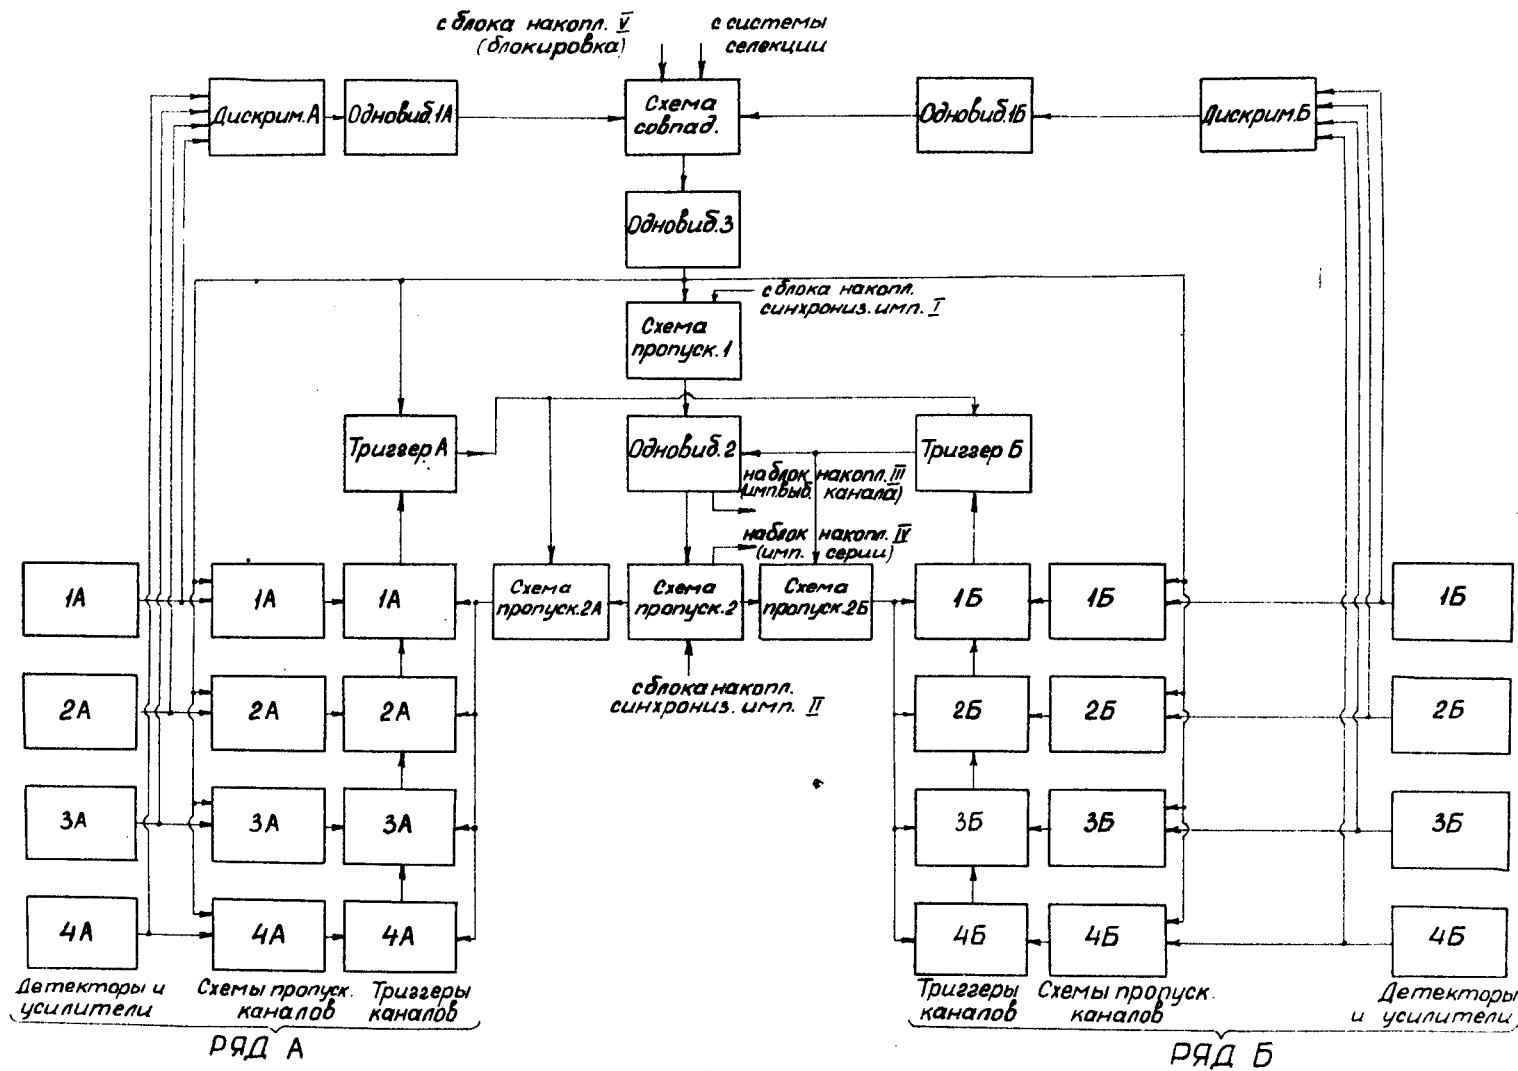 с блока накопл. V
(блокировка)
с системы
селекции
Дискрим.А
Одновиб.1А
Схема
совпад.
Одновиб.1Б
Дискрим.Б
Одновиб.3
с блока накопл.
синхрониз. имп. I
Схема
пропуск.1
Триггер А
Одновиб.2
Триггер Б
на блок накопл. III
(имп.выб. канала)
на блок накопл. IV
(имп. серии)
1А
1А
1А
Схема
пропуск.2А
Схема
пропуск.2
Схема
пропуск.2Б
1Б
1Б
1Б
с блока накопл.
синхрониз. имп. II
2А
2А
2А
2Б
2Б
2Б
3А
3А
3А
3Б
3Б
3Б
4А
4А
4А
4Б
4Б
4Б
Детекторы и
усилители
Схемы пропуск.
каналов
Триггеры
каналов
Триггеры
каналов
Схемы пропуск.
каналов
Детекторы
и усилители
РЯД А
РЯД Б